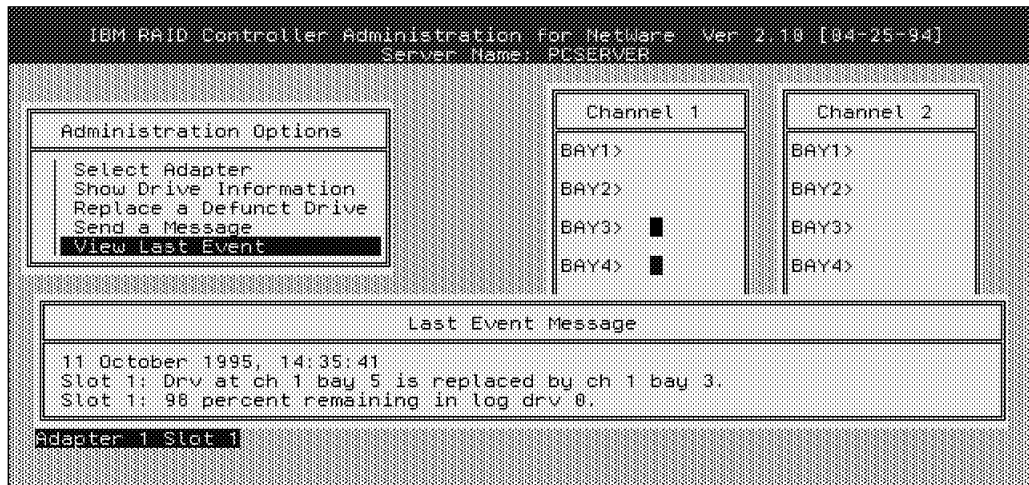 IBM RAID Controller Administration for NetWare Ver 2.10 [04-25-94]
Server Name: PCSERVER
Administration Options
Select Adapter
Show Drive Information
Replace a Defunct Drive
Send a Message
View Last Event
Channel 1
BAY1>
BAY2>
BAY3>
BAY4>
Channel 2
BAY1>
BAY2>
BAY3>
BAY4>
Last Event Message
11 October 1995, 14:35:41
Slot 1: Drv at ch 1 bay 5 is replaced by ch 1 bay 3.
Slot 1: 98 percent remaining in log drv 0.
Adapter 1 Slot 1